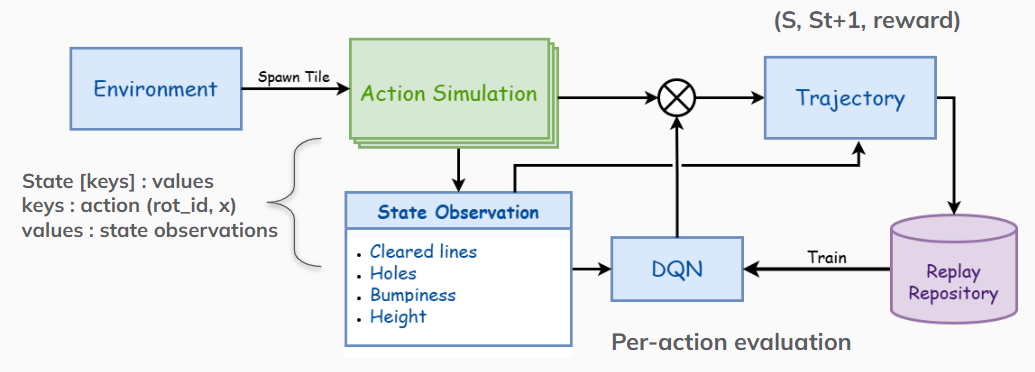 (S, St+1, reward)
Environment
Spawn Tile
Action Simulation
Trajectory
State [keys] : values
keys : action (rot_id, x)
values : state observations
State Observation
• Cleared lines
• Holes
• Bumpiness
• Height
DQN
Train
Replay
Repository
Per-action evaluation